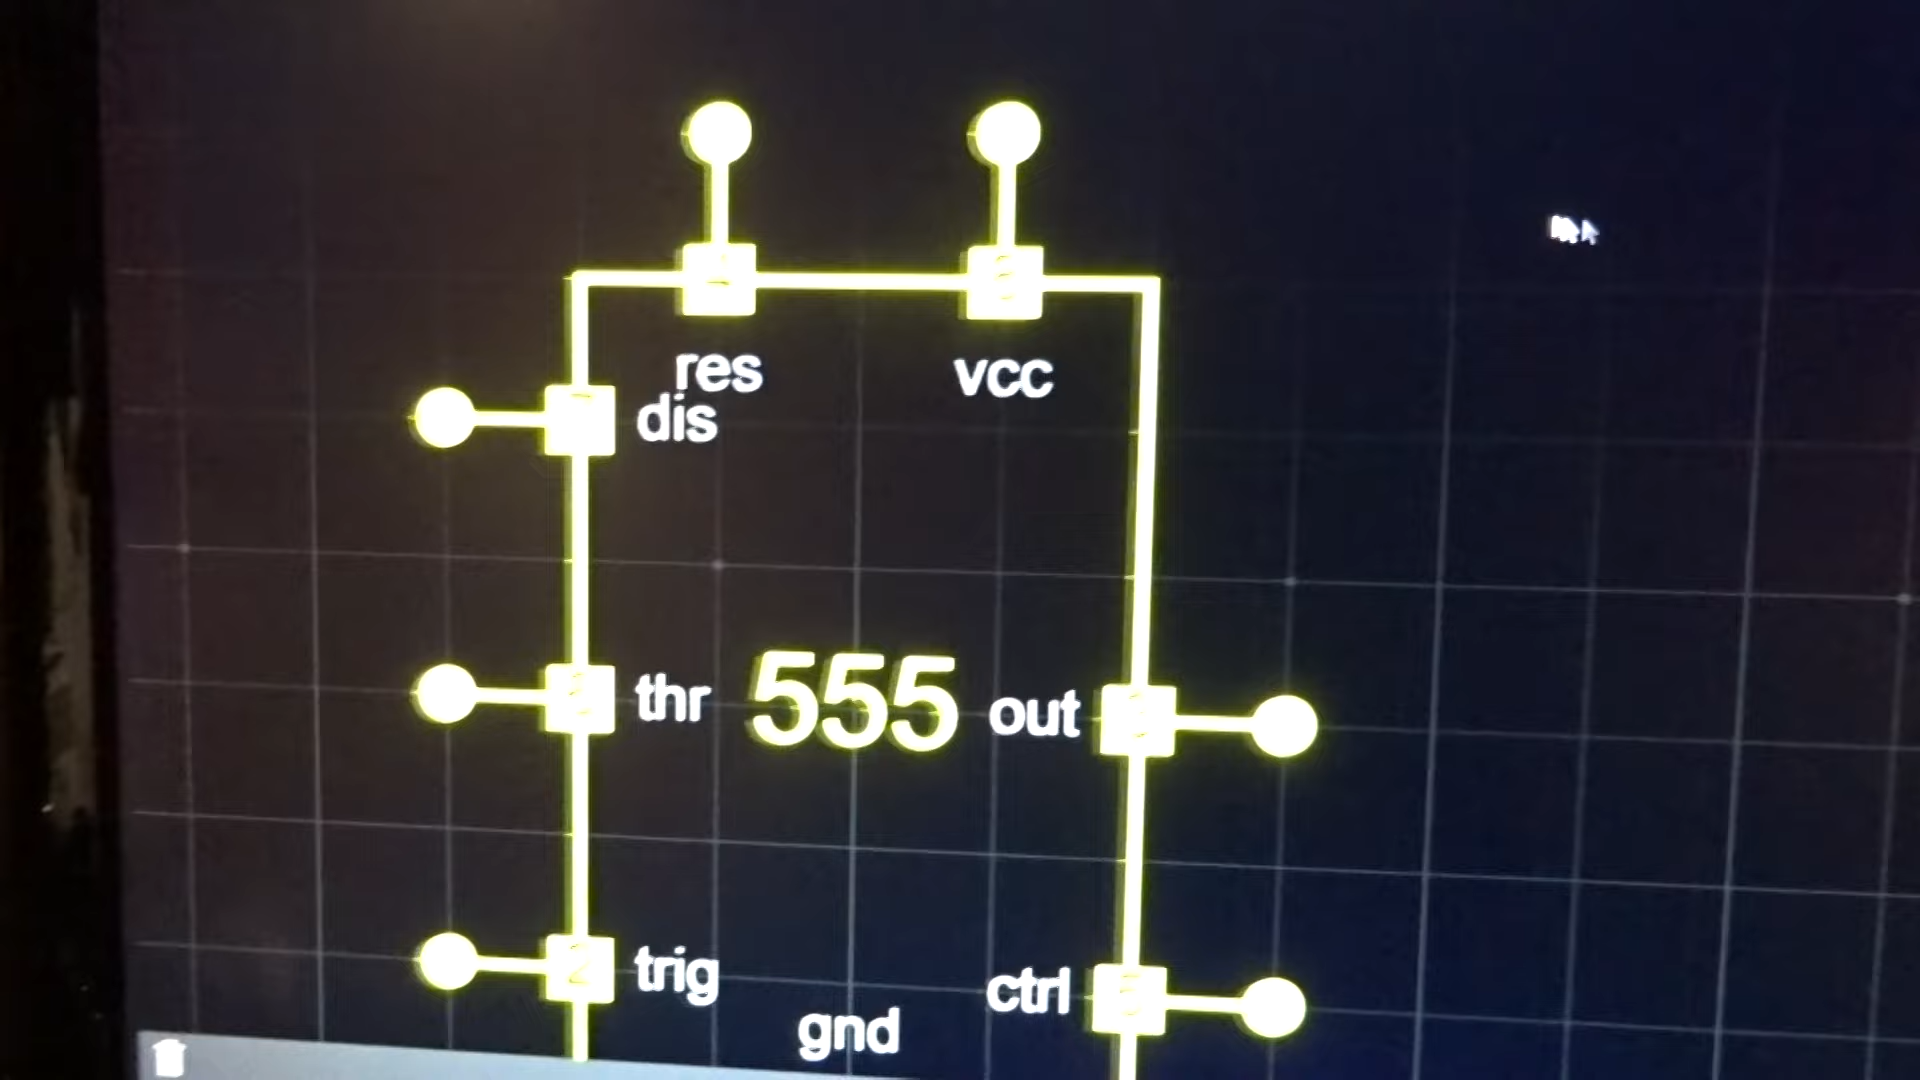 res
vcc
dis
thr
555
out
trig
ctrl
gnd